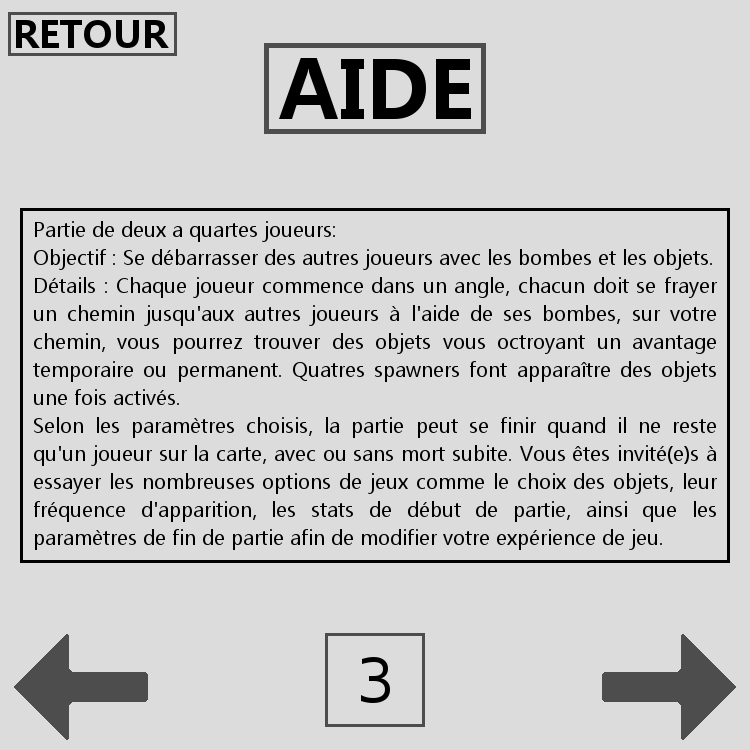 RETOUR
AIDE
Partie de deux a quartes joueurs:
Objectif : Se débarrasser des autres joueurs avec les bombes et les objets.
Détails : Chaque joueur commence dans un angle, chacun doit se frayer
un chemin jusqu'aux autres joueurs à l'aide de ses bombes, sur votre
chemin, vous pourrez trouver des objets vous octroyant un avantage
temporaire ou permanent. Quatres spawners font apparaître des objets
une fois activés.
Selon les paramètres choisis, la partie peut se finir quand il ne reste
qu'un joueur sur la carte, avec ou sans mort subite. Vous êtes invité(e)s à
essayer les nombreuses options de jeux comme le choix des objets, leur
fréquence d'apparition, les stats de début de partie, ainsi que les
paramètres de fin de partie afin de modifier votre expérience de jeu.
3